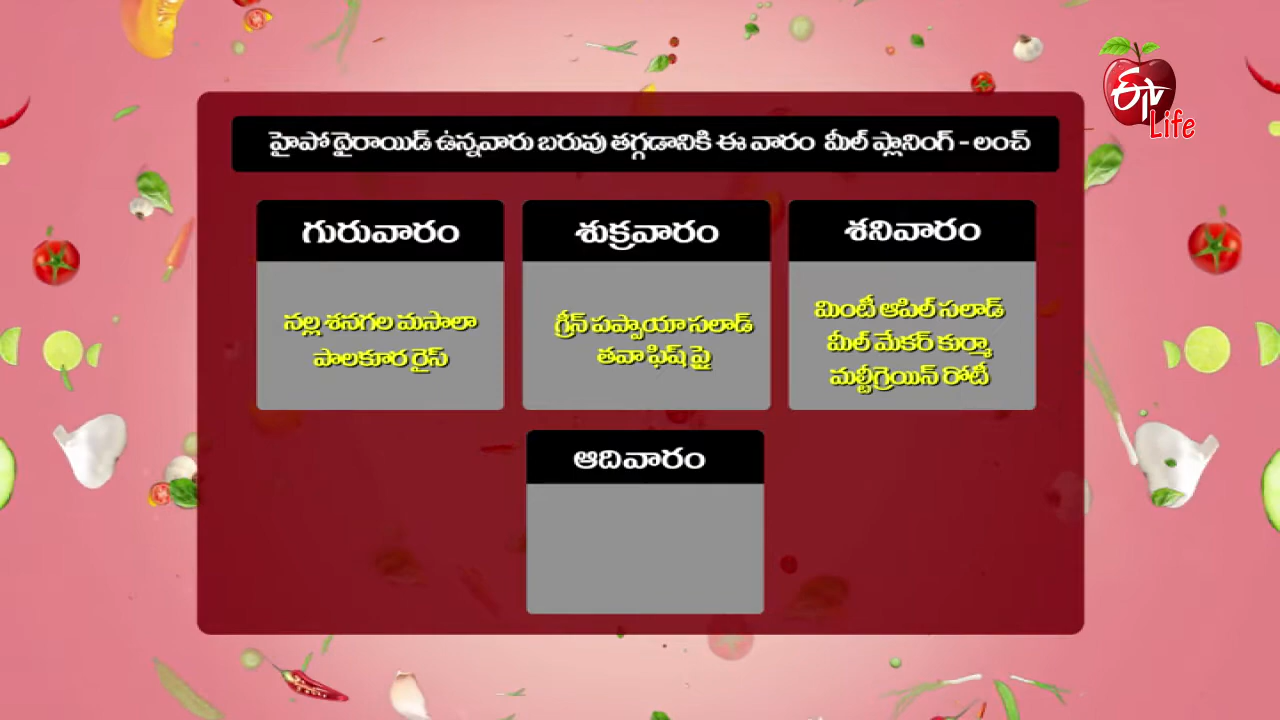 ఈటీవీ
Life
హైపో థైరాయిడ్ ఉన్నవారు బరువు తగ్గడానికి ఈ వారం మీల్ ప్లానింగ్ - లంచ్
గురువారం
నల్ల శనగల మసాలా
పాలకూర రైస్
శుక్రవారం
గ్రీన్ పప్పాయా సలాడ్
తవా ఫిష్ ఫ్రై
శనివారం
మింటీ ఆపిల్ సలాడ్
మీల్ మేకర్ కుర్మా
మల్టీగ్రెయిన్ రోటీ
ఆదివారం